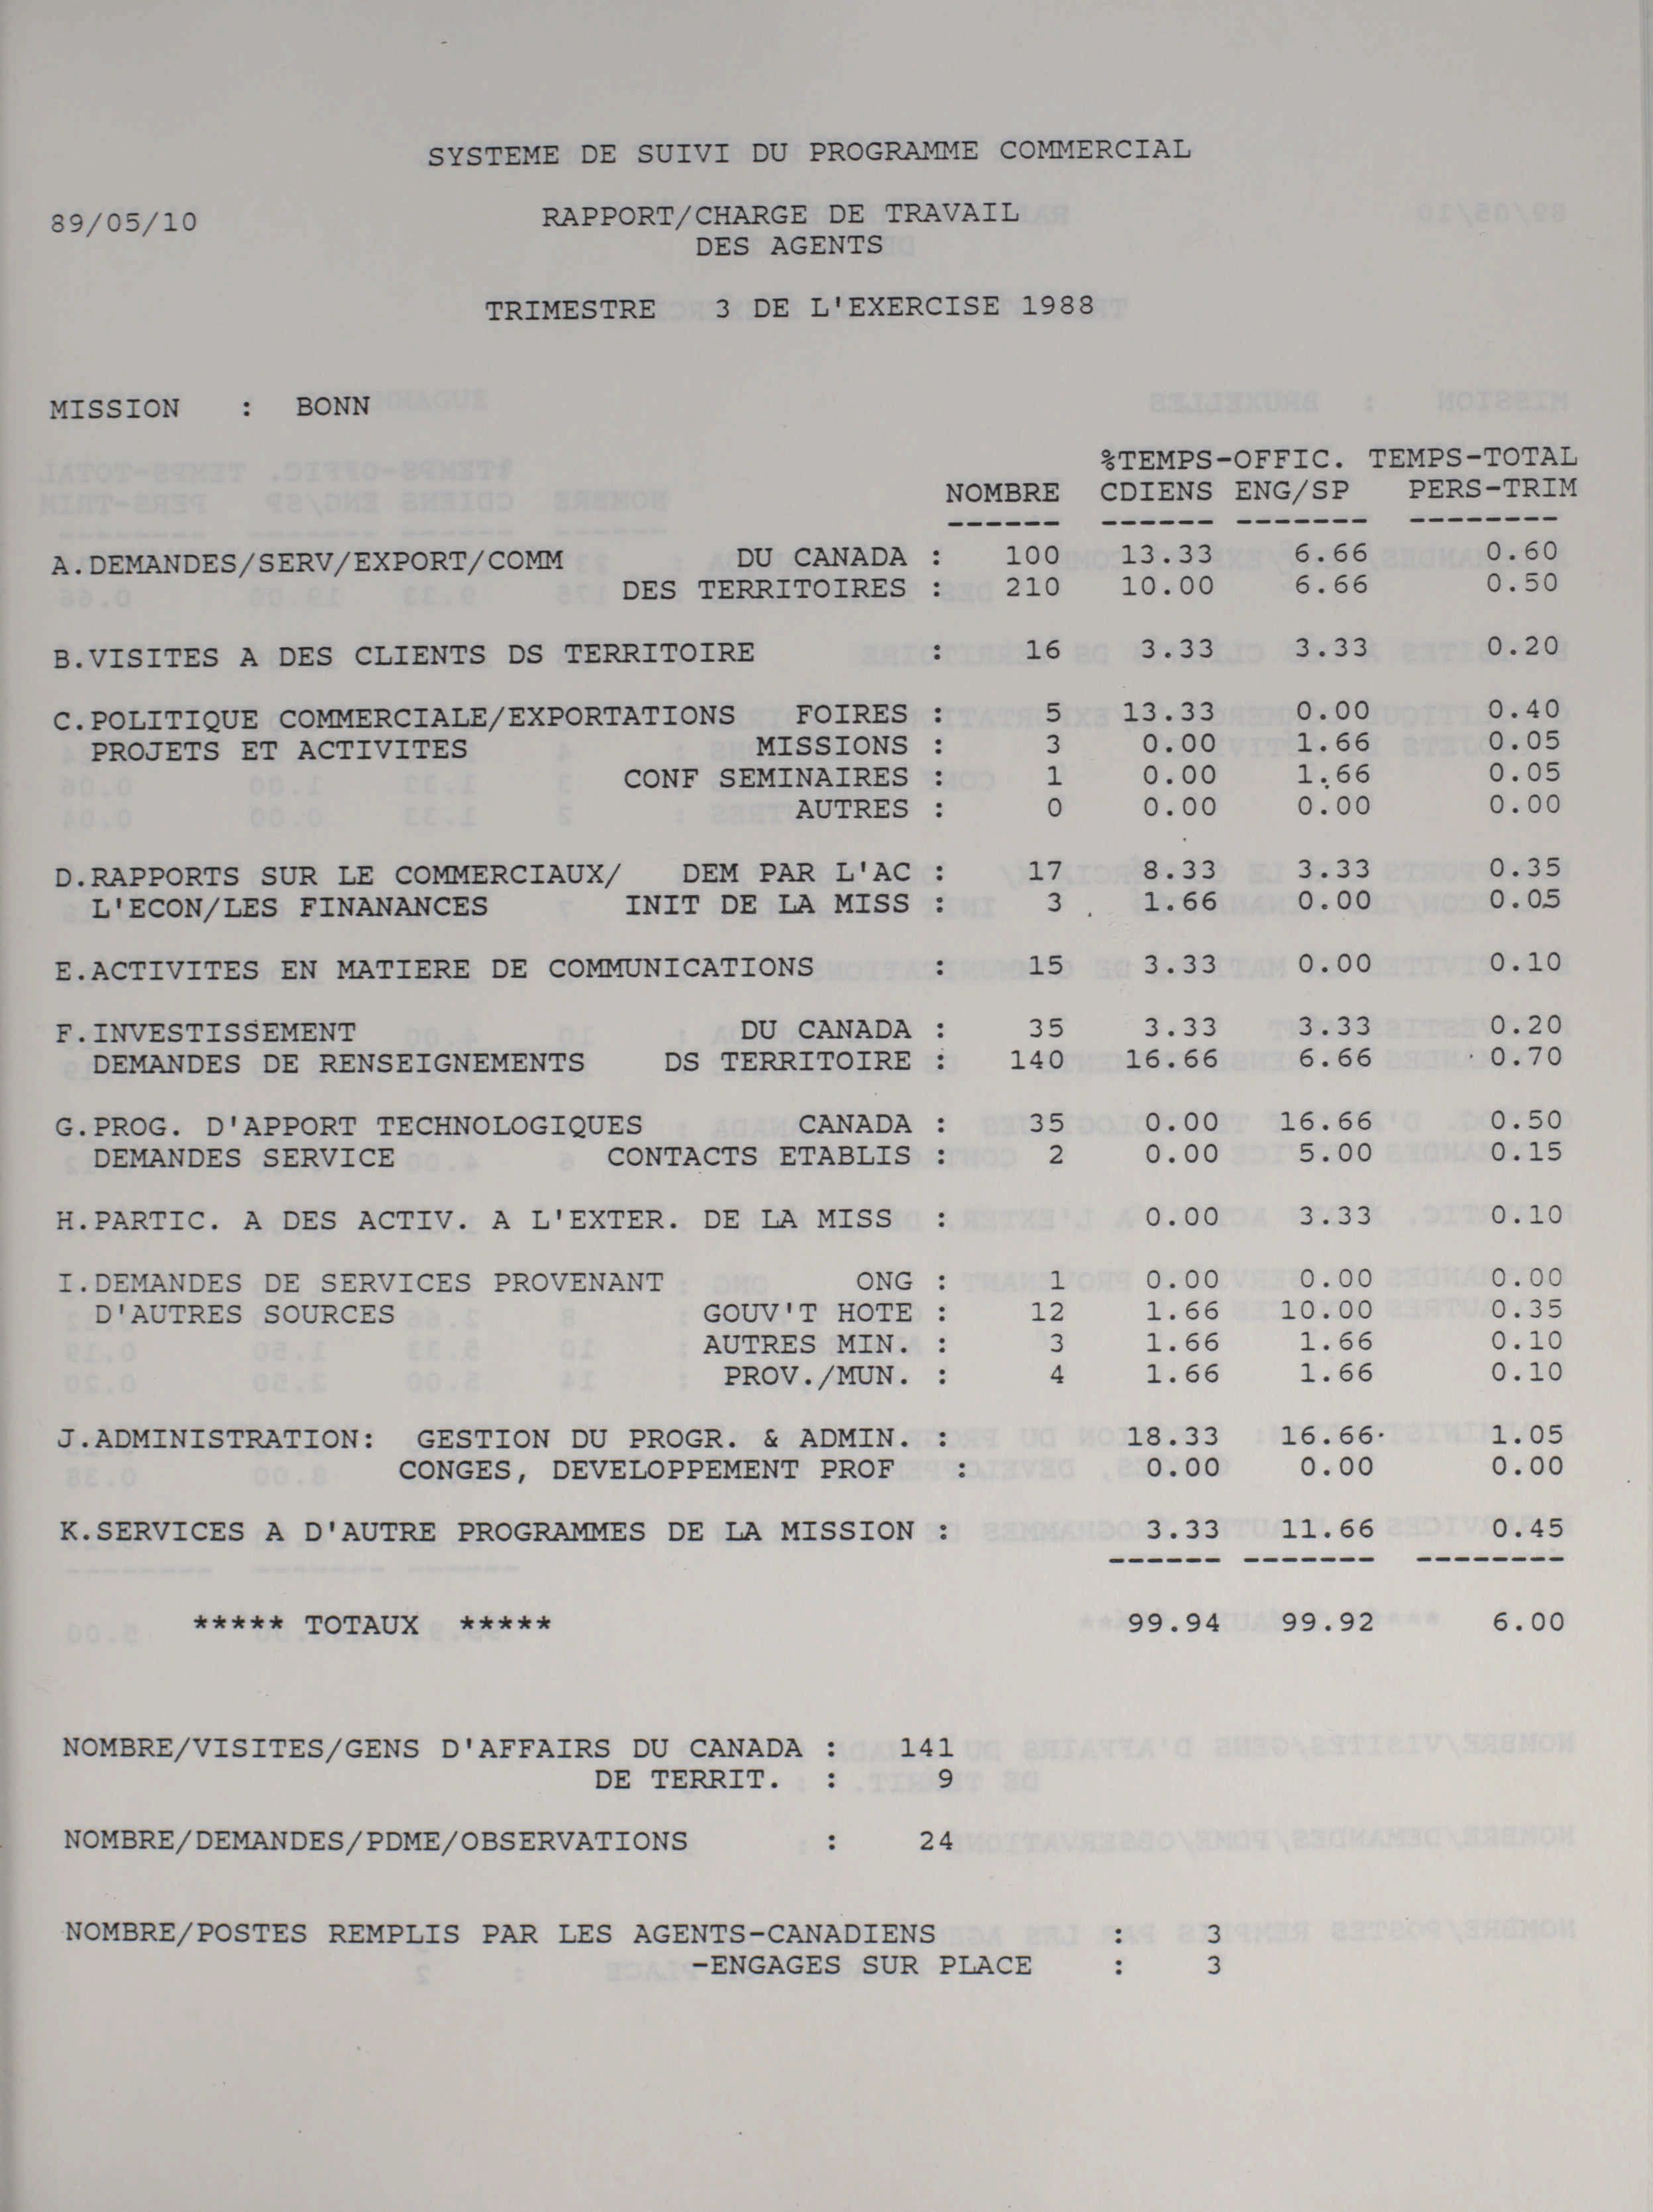 SYSTEME DE SUIVI DU PROGRAMME COMMERCIAL
89/05/10 RAPPORT/CHARGE DE TRAVAIL
DES AGENTS
TRIMESTRE 3 DE L'EXERCISE 1988
MISSION : BONN
%TEMPS-OFFIC. TEMPS-TOTAL
NOMBRE CDIENS ENG/SP PERS-TRIM
------ ------ ------- --------
A.DEMANDES/SERV/EXPORT/COMM DU CANADA : 100 13.33 6.66 0.60
DES TERRITOIRES : 210 10.00 6.66 0.50
B.VISITES A DES CLIENTS DS TERRITOIRE : 16 3.33 3.33 0.20
C.POLITIQUE COMMERCIALE/EXPORTATIONS FOIRES : 5 13.33 0.00 0.40
PROJETS ET ACTIVITES MISSIONS : 3 0.00 1.66 0.05
CONF SEMINAIRES : 1 0.00 1.66 0.05
AUTRES : 0 0.00 0.00 0.00
D.RAPPORTS SUR LE COMMERCIAUX/ DEM PAR L'AC : 17 8.33 3.33 0.35
L'ECON/LES FINANANCES INIT DE LA MISS : 3 1.66 0.00 0.05
E.ACTIVITES EN MATIERE DE COMMUNICATIONS : 15 3.33 0.00 0.10
F.INVESTISSEMENT DU CANADA : 35 3.33 3.33 0.20
DEMANDES DE RENSEIGNEMENTS DS TERRITOIRE : 140 16.66 6.66 0.70
G.PROG. D'APPORT TECHNOLOGIQUES CANADA : 35 0.00 16.66 0.50
DEMANDES SERVICE CONTACTS ETABLIS : 2 0.00 5.00 0.15
H.PARTIC. A DES ACTIV. A L'EXTER. DE LA MISS : 0.00 3.33 0.10
I.DEMANDES DE SERVICES PROVENANT ONG : 1 0.00 0.00 0.00
D'AUTRES SOURCES GOUV'T HOTE : 12 1.66 10.00 0.35
AUTRES MIN. : 3 1.66 1.66 0.10
PROV./MUN. : 4 1.66 1.66 0.10
J.ADMINISTRATION: GESTION DU PROGR. & ADMIN. : 18.33 16.66 1.05
CONGES, DEVELOPPEMENT PROF : 0.00 0.00 0.00
K.SERVICES A D'AUTRE PROGRAMMES DE LA MISSION : 3.33 11.66 0.45
------ ------- --------
***** TOTAUX ***** 99.94 99.92 6.00
NOMBRE/VISITES/GENS D'AFFAIRS DU CANADA : 141
DE TERRIT. : 9
NOMBRE/DEMANDES/PDME/OBSERVATIONS : 24
NOMBRE/POSTES REMPLIS PAR LES AGENTS-CANADIENS : 3
-ENGAGES SUR PLACE : 3